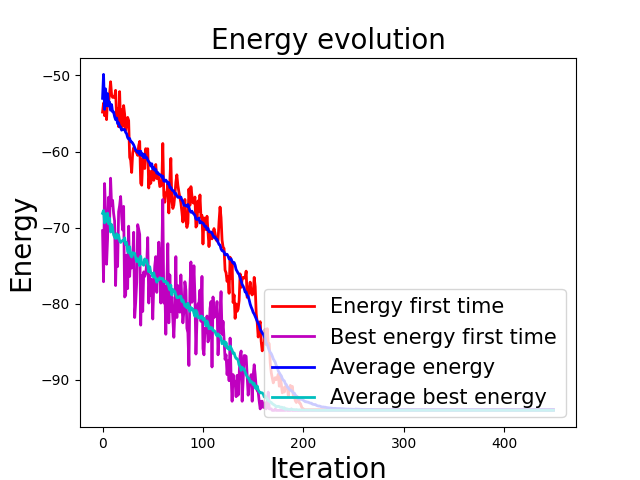 Energy evolution
Energy
−50
−60
−70
−80
−90
Energy first time
Best energy first time
Average energy
Average best energy
0 100 200 300 400
Iteration